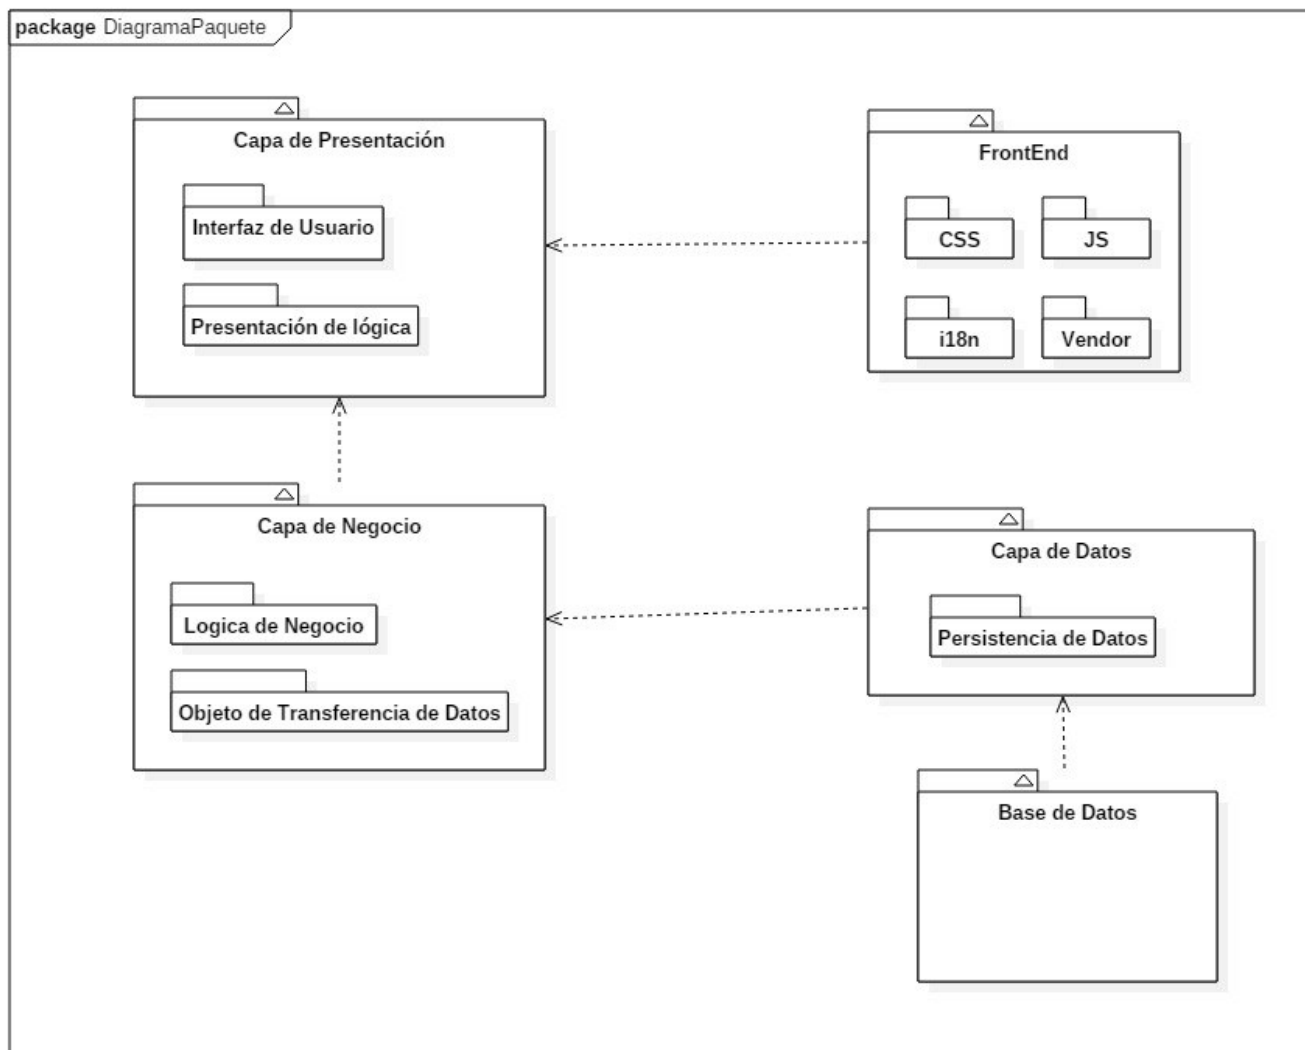 package DiagramaPaquete
Capa de Presentación
Interfaz de Usuario
Presentación de lógica
FrontEnd
CSS
JS
i18n
Vendor
Capa de Negocio
Logica de Negocio
Objeto de Transferencia de Datos
Capa de Datos
Persistencia de Datos
Base de Datos